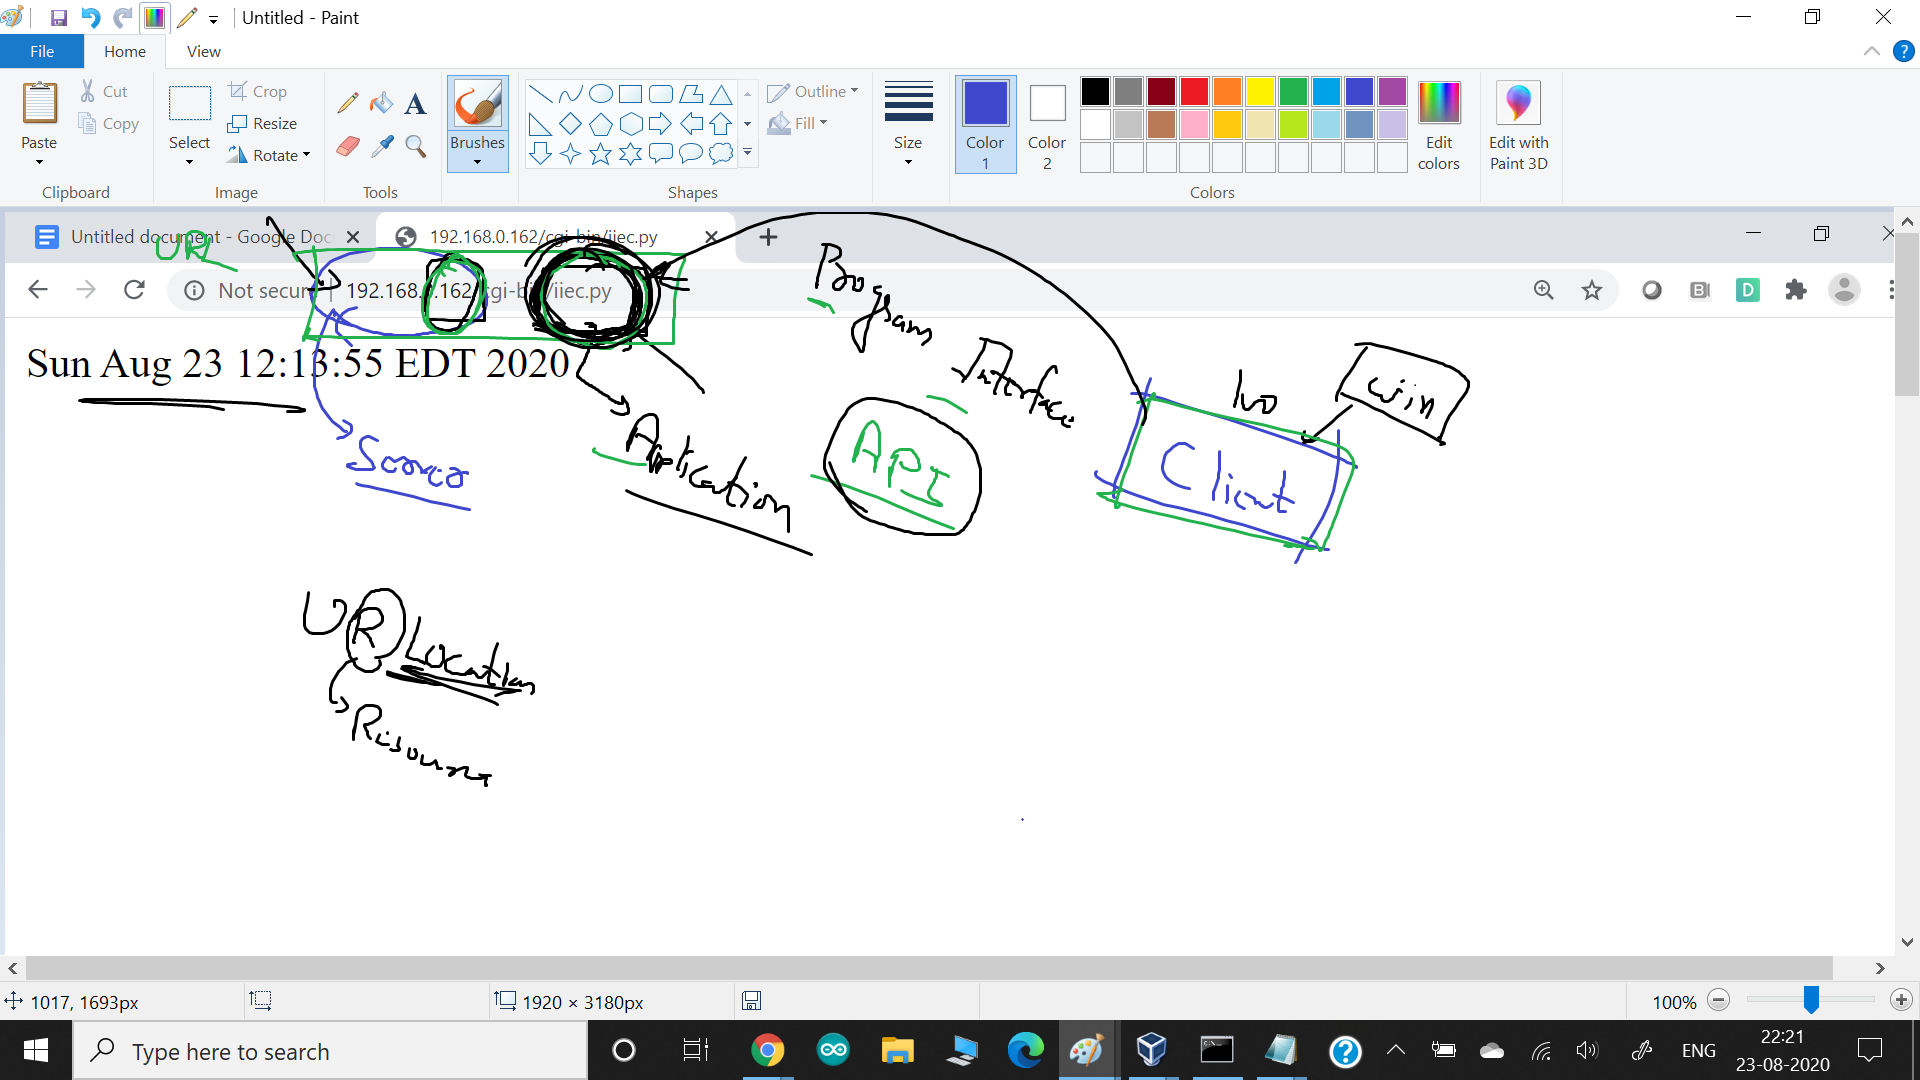 Untitled - Paint
File Home View
Paste Cut Copy Clipboard
Select Crop Resize Rotate Image
Tools
Brushes
Shapes
Outline Fill
Size
Color 1 Color 2
Edit colors
Edit with Paint 3D
Colors
Untitled document - Google Doc
192.168.0.162/cgi-bin/iiec.py
URL
Not secure 192.168.0.162/cgi-bin/iiec.py
Sun Aug 23 12:13:55 EDT 2020
Program
Interface
Application
API
Client
win
UR Location
1017, 1693px
1920 × 3180px
100%
Type here to search
ENG
22:21
23-08-2020